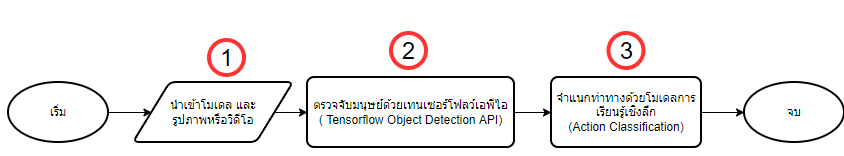 1
2
3
เริ่ม
นำเข้าโมเดล และ
รูปภาพหรือวิดีโอ
ตรวจจับมนุษย์ด้วยเทนเซอร์โฟลว์เอพีไอ
( Tensorflow Object Detection API)
จำแนกท่าทางด้วยโมเดลการ
เรียนรู้เชิงลึก
(Action Classification)
จบ